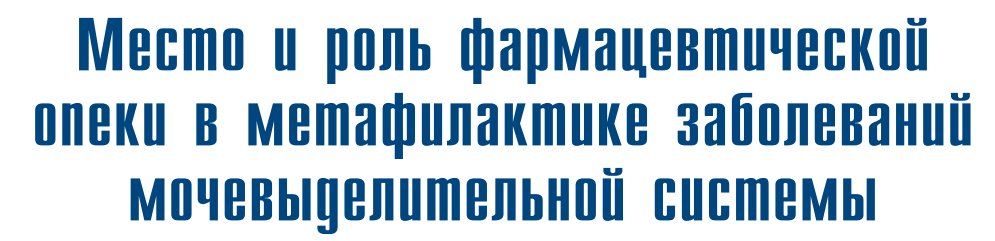 Место и роль фармацевтической
опеки в метафилактике заболеваний
мочевыделительной системы